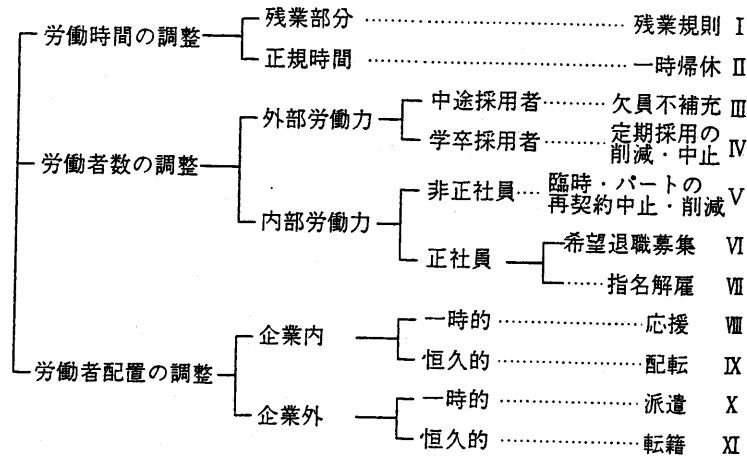 残業部分 残業規則 Ⅰ
労働時間の調整
正規時間 一時帰休 Ⅱ
中途採用者 欠員不補充 Ⅲ
外部労働力
学卒採用者 定期採用の削減・中止 Ⅳ
労働者数の調整
非正社員 臨時・パートの再契約中止・削減 Ⅴ
内部労働力
希望退職募集 Ⅵ
正社員
指名解雇 Ⅶ
一時的 応援 Ⅷ
企業内
恒久的 配転 Ⅸ
労働者配置の調整
一時的 派遣 Ⅹ
企業外
恒久的 転籍 Ⅺ